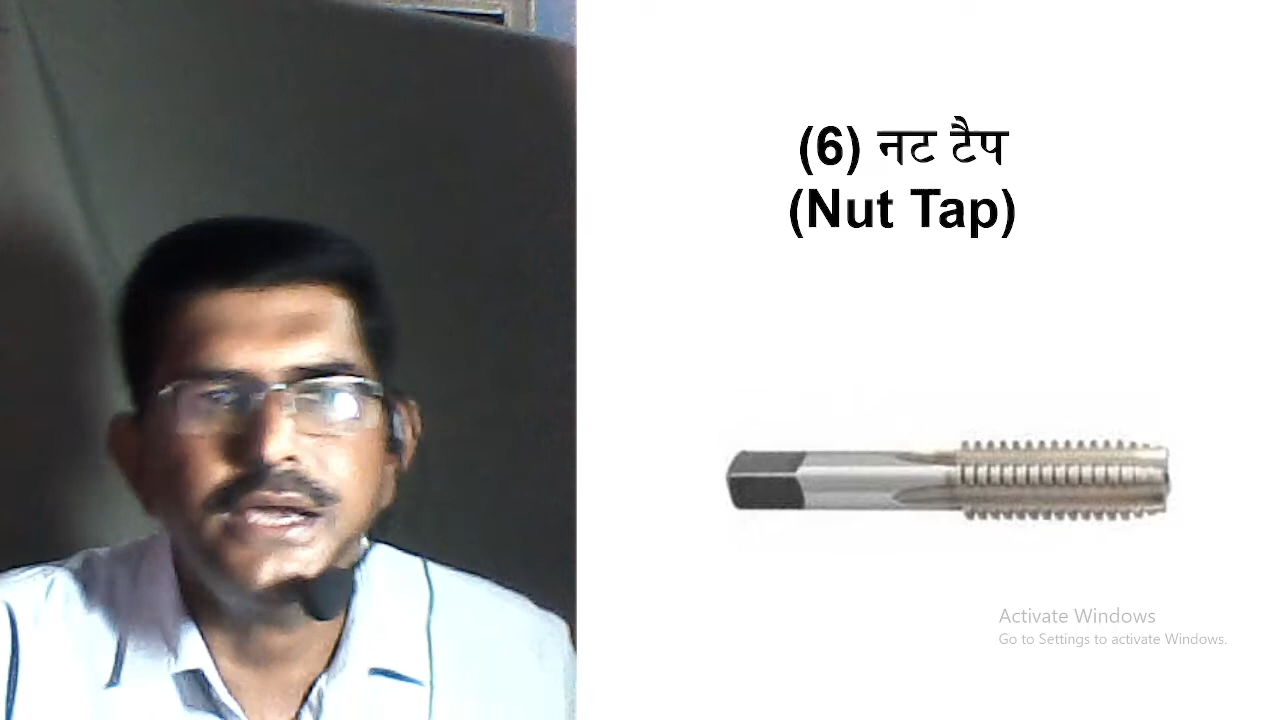 (6) नट टैप
(Nut Tap)
Activate Windows
Go to Settings to activate Windows.